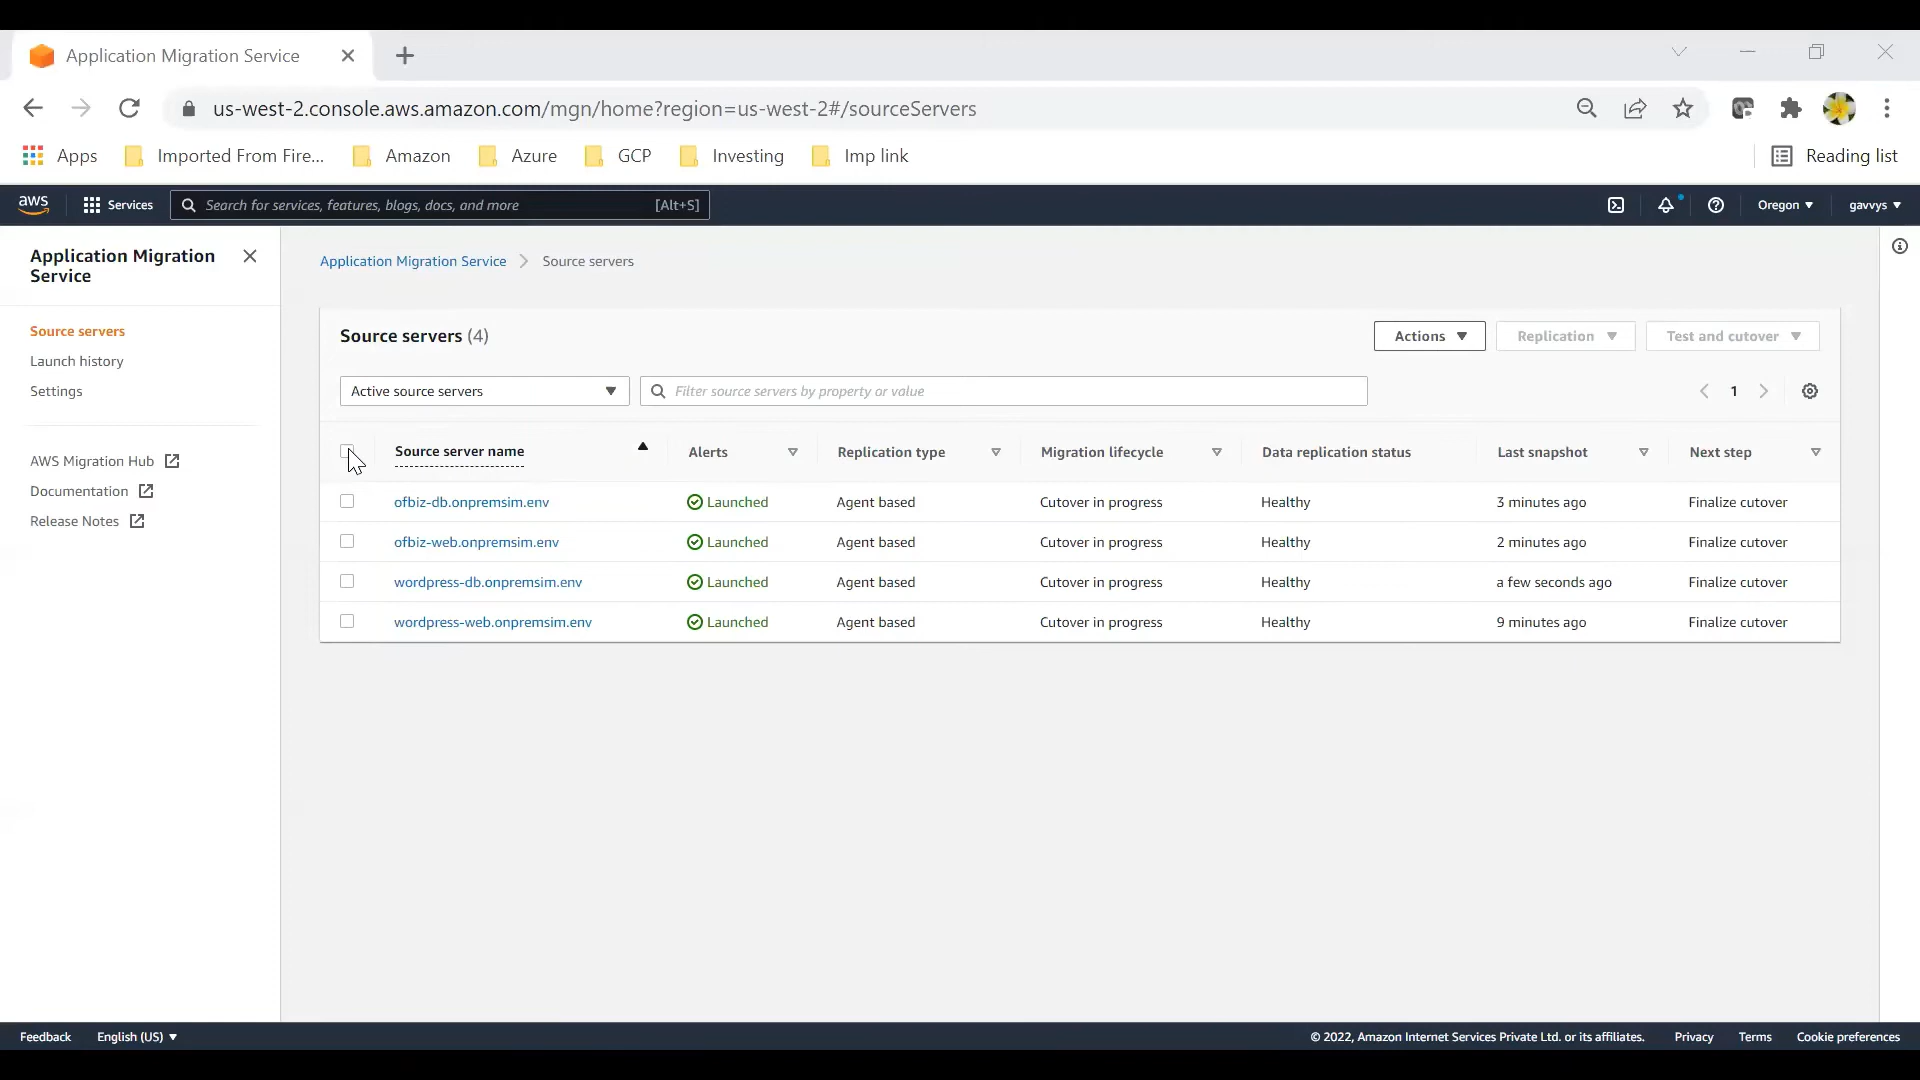 Application Migration Service
us-west-2.console.aws.amazon.com/mgn/home?region=us-west-2#/sourceServers
Apps Imported From Fire... Amazon Azure GCP Investing Imp link Reading list
aws Services Search for services, features, blogs, docs, and more [Alt+S] Oregon gavvys
Application Migration
Service
Source servers
Launch history
Settings
AWS Migration Hub
Documentation
Release Notes
Application Migration Service Source servers
Source servers (4) Actions Replication Test and cutover
Active source servers Filter source servers by property or value 1
Source server name Alerts Replication type Migration lifecycle Data replication status Last snapshot Next step
ofbiz-db.onpremsim.env Launched Agent based Cutover in progress Healthy 3 minutes ago Finalize cutover
ofbiz-web.onpremsim.env Launched Agent based Cutover in progress Healthy 2 minutes ago Finalize cutover
wordpress-db.onpremsim.env Launched Agent based Cutover in progress Healthy a few seconds ago Finalize cutover
wordpress-web.onpremsim.env Launched Agent based Cutover in progress Healthy 9 minutes ago Finalize cutover
Feedback English (US) © 2022, Amazon Internet Services Private Ltd. or its affiliates. Privacy Terms Cookie preferences